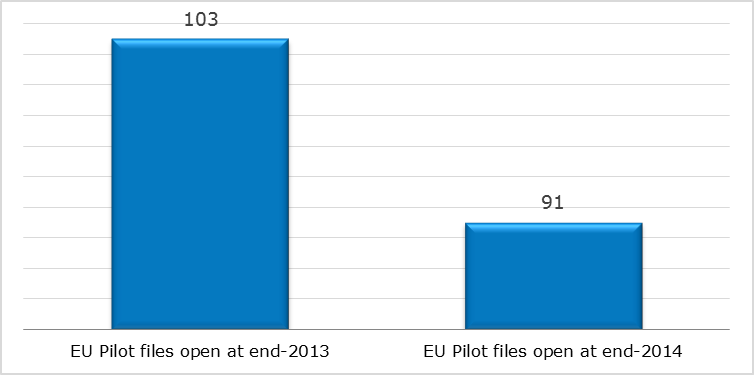 103
91
EU Pilot files open at end-2013
EU Pilot files open at end-2014